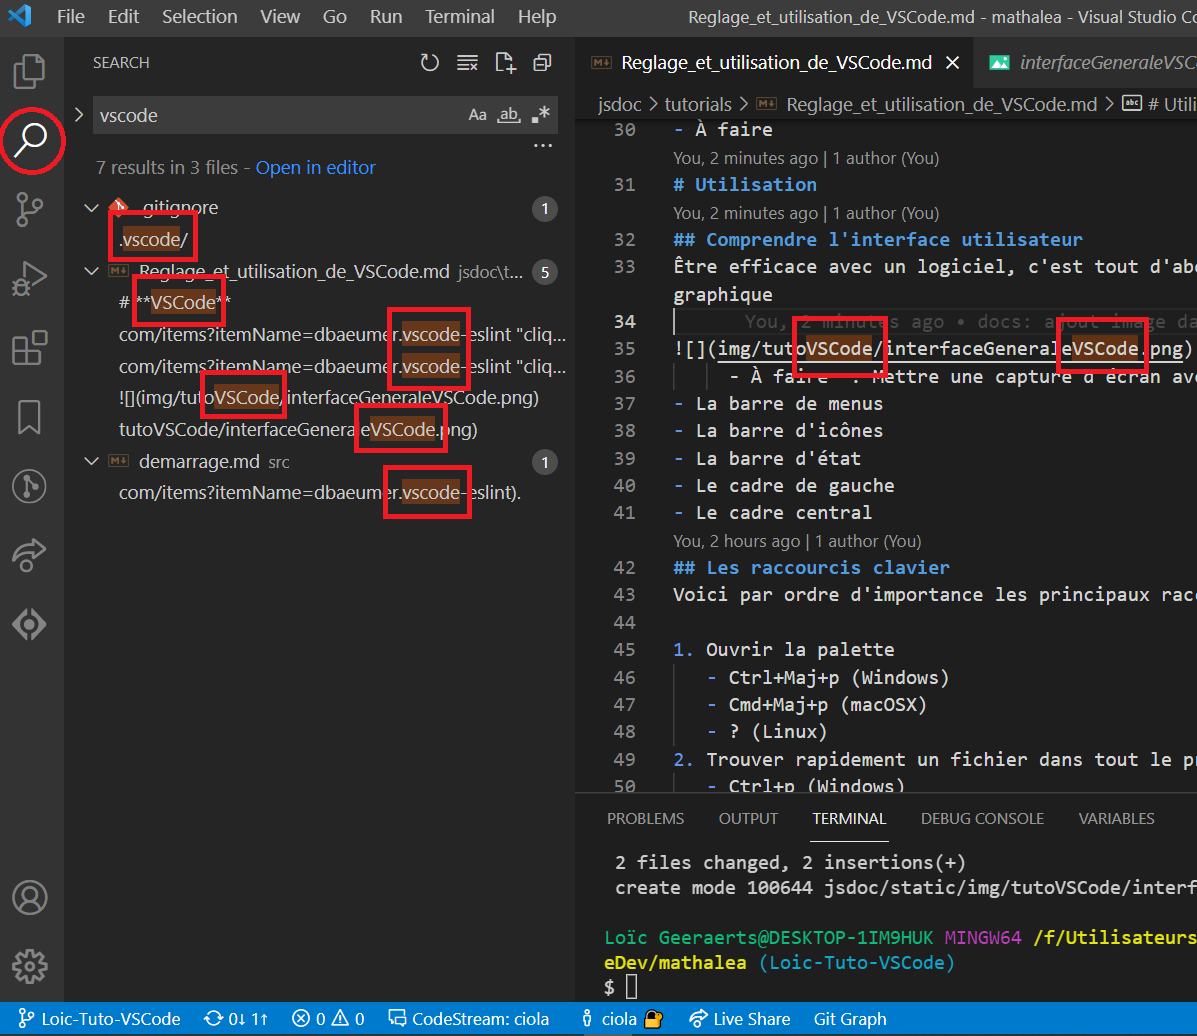 File Edit Selection View Go Run Terminal Help Reglage_et_utilisation_de_VSCode.md - mathalea - Visual Studio Co
SEARCH
vscode Aa ab .*
7 results in 3 files - Open in editor
.gitignore 1
.vscode/
Reglage_et_utilisation_de_VSCode.md jsdoc\t... 5
# **VSCode**
com/items?itemName=dbaeumer.vscode-eslint "cliq...
com/items?itemName=dbaeumer.vscode-eslint "cliq...
![](img/tutoVSCode/interfaceGeneraleVSCode.png)
tutoVSCode/interfaceGeneraleVSCode.png)
demarrage.md src 1
com/items?itemName=dbaeumer.vscode-eslint).
Reglage_et_utilisation_de_VSCode.md interfaceGeneraleVSC
jsdoc > tutorials > Reglage_et_utilisation_de_VSCode.md > abc # Utili
30 - À faire
You, 2 minutes ago | 1 author (You)
31 # Utilisation
You, 2 minutes ago | 1 author (You)
32 ## Comprendre l'interface utilisateur
33 Être efficace avec un logiciel, c'est tout d'abo
graphique
34 You, 2 minutes ago • docs: ajout image da
35 ![](img/tutoVSCode/interfaceGeneraleVSCode.png)
36 - À faire : Mettre une capture d'écran ave
37 - La barre de menus
38 - La barre d'icônes
39 - La barre d'état
40 - Le cadre de gauche
41 - Le cadre central
You, 2 hours ago | 1 author (You)
42 ## Les raccourcis clavier
43 Voici par ordre d'importance les principaux racc
44
45 1. Ouvrir la palette
46 - Ctrl+Maj+p (Windows)
47 - Cmd+Maj+p (macOSX)
48 - ? (Linux)
49 2. Trouver rapidement un fichier dans tout le pr
50 - Ctrl+p (Windows)
PROBLEMS OUTPUT TERMINAL DEBUG CONSOLE VARIABLES
2 files changed, 2 insertions(+)
create mode 100644 jsdoc/static/img/tutoVSCode/interf
Loïc Geeraerts@DESKTOP-1IM9HUK MINGW64 /f/Utilisateurs
eDev/mathalea (Loic-Tuto-VSCode)
$
Loic-Tuto-VSCode 0↓ 1↑ 0 0 CodeStream: ciola ciola Live Share Git Graph